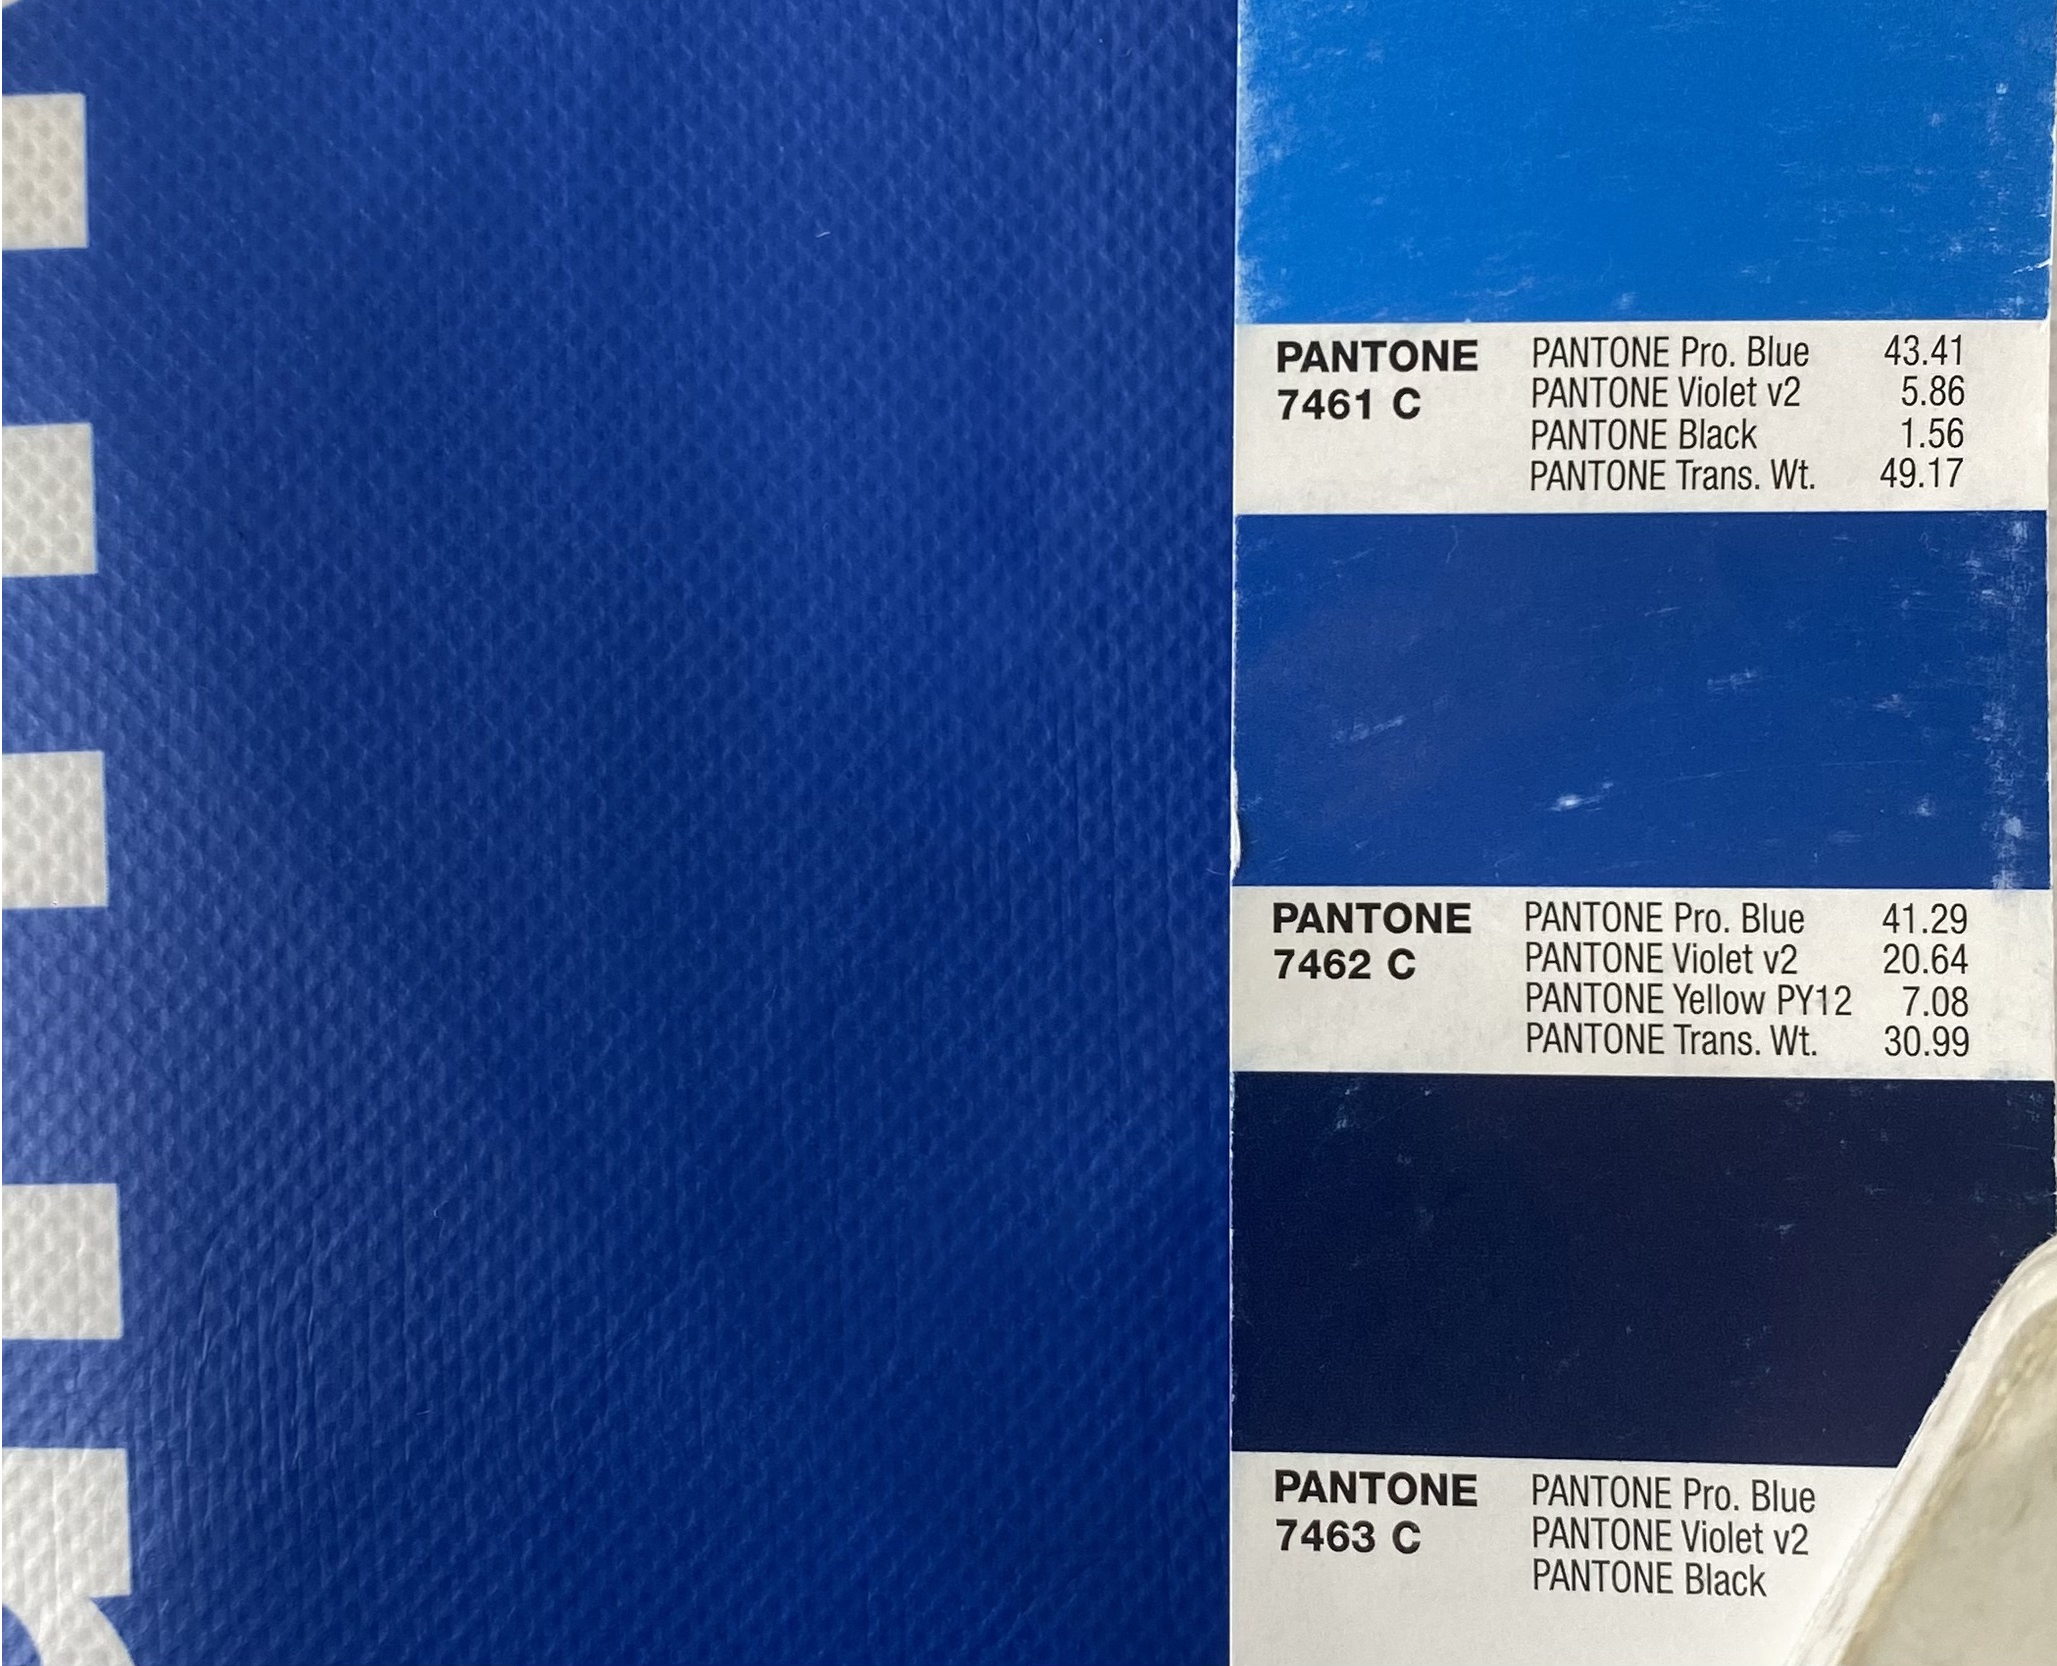 PANTONE
7461 C
PANTONE Pro. Blue 43.41
PANTONE Violet v2 5.86
PANTONE Black 1.56
PANTONE Trans. Wt. 49.17
PANTONE
7462 C
PANTONE Pro. Blue 41.29
PANTONE Violet v2 20.64
PANTONE Yellow PY12 7.08
PANTONE Trans. Wt. 30.99
PANTONE
7463 C
PANTONE Pro. Blue
PANTONE Violet v2
PANTONE Black